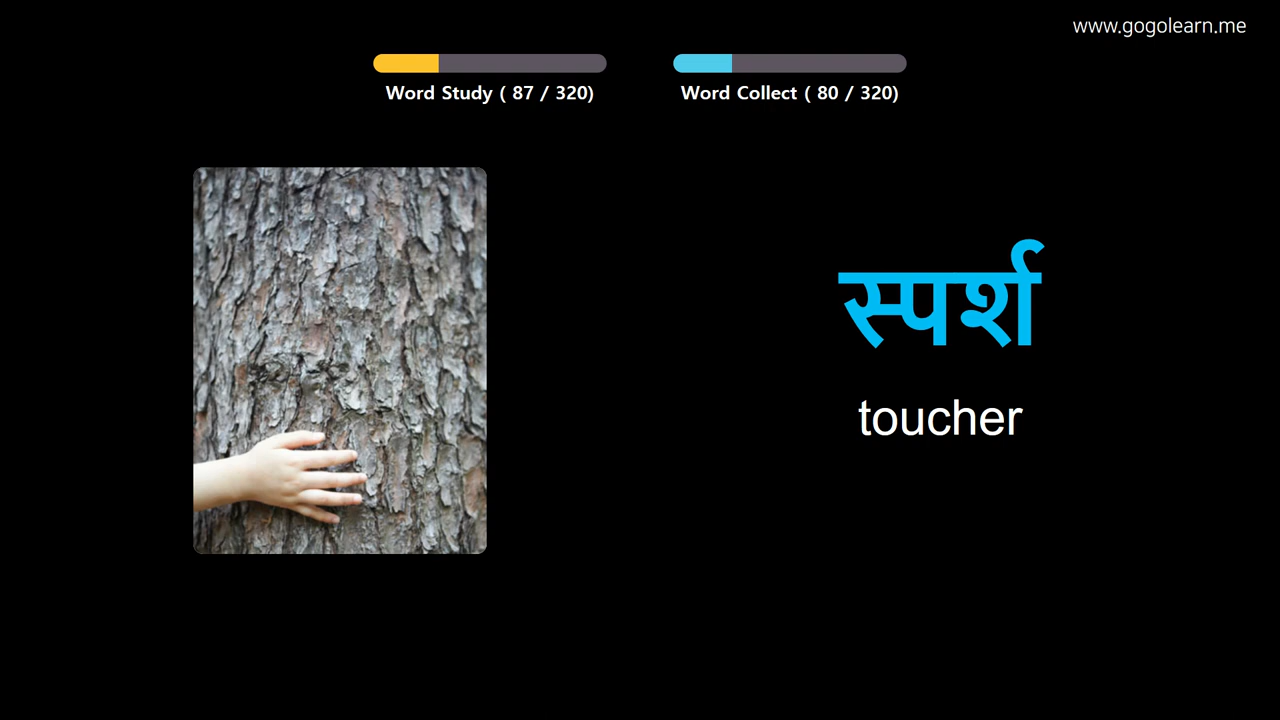 www.gogolearn.me
Word Study ( 87 / 320)
Word Collect ( 80 / 320)
स्पर्श
toucher